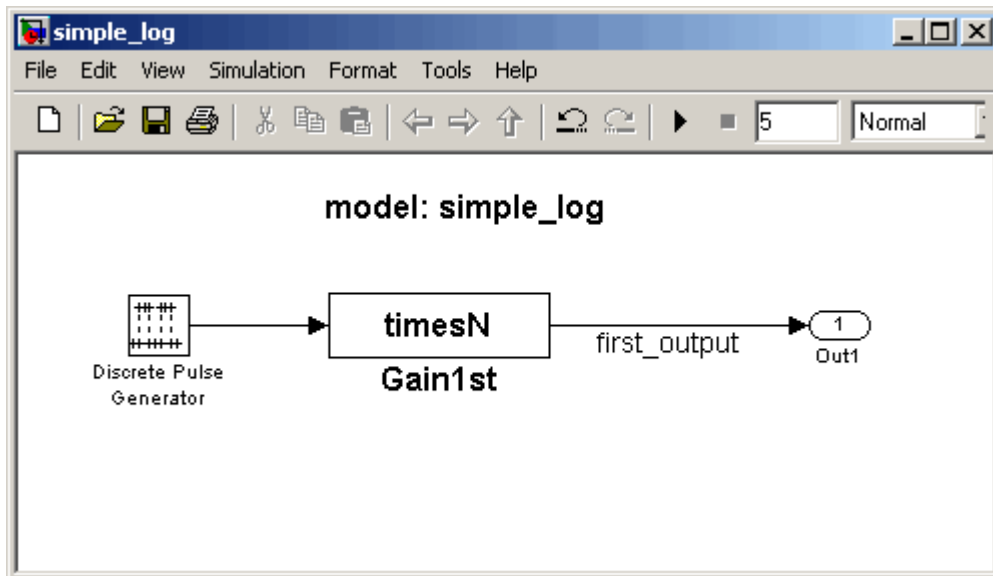 simple_log
File Edit View Simulation Format Tools Help
5 Normal
model: simple_log
timesN
Gain1st
first_output
1
Out1
Discrete Pulse
Generator